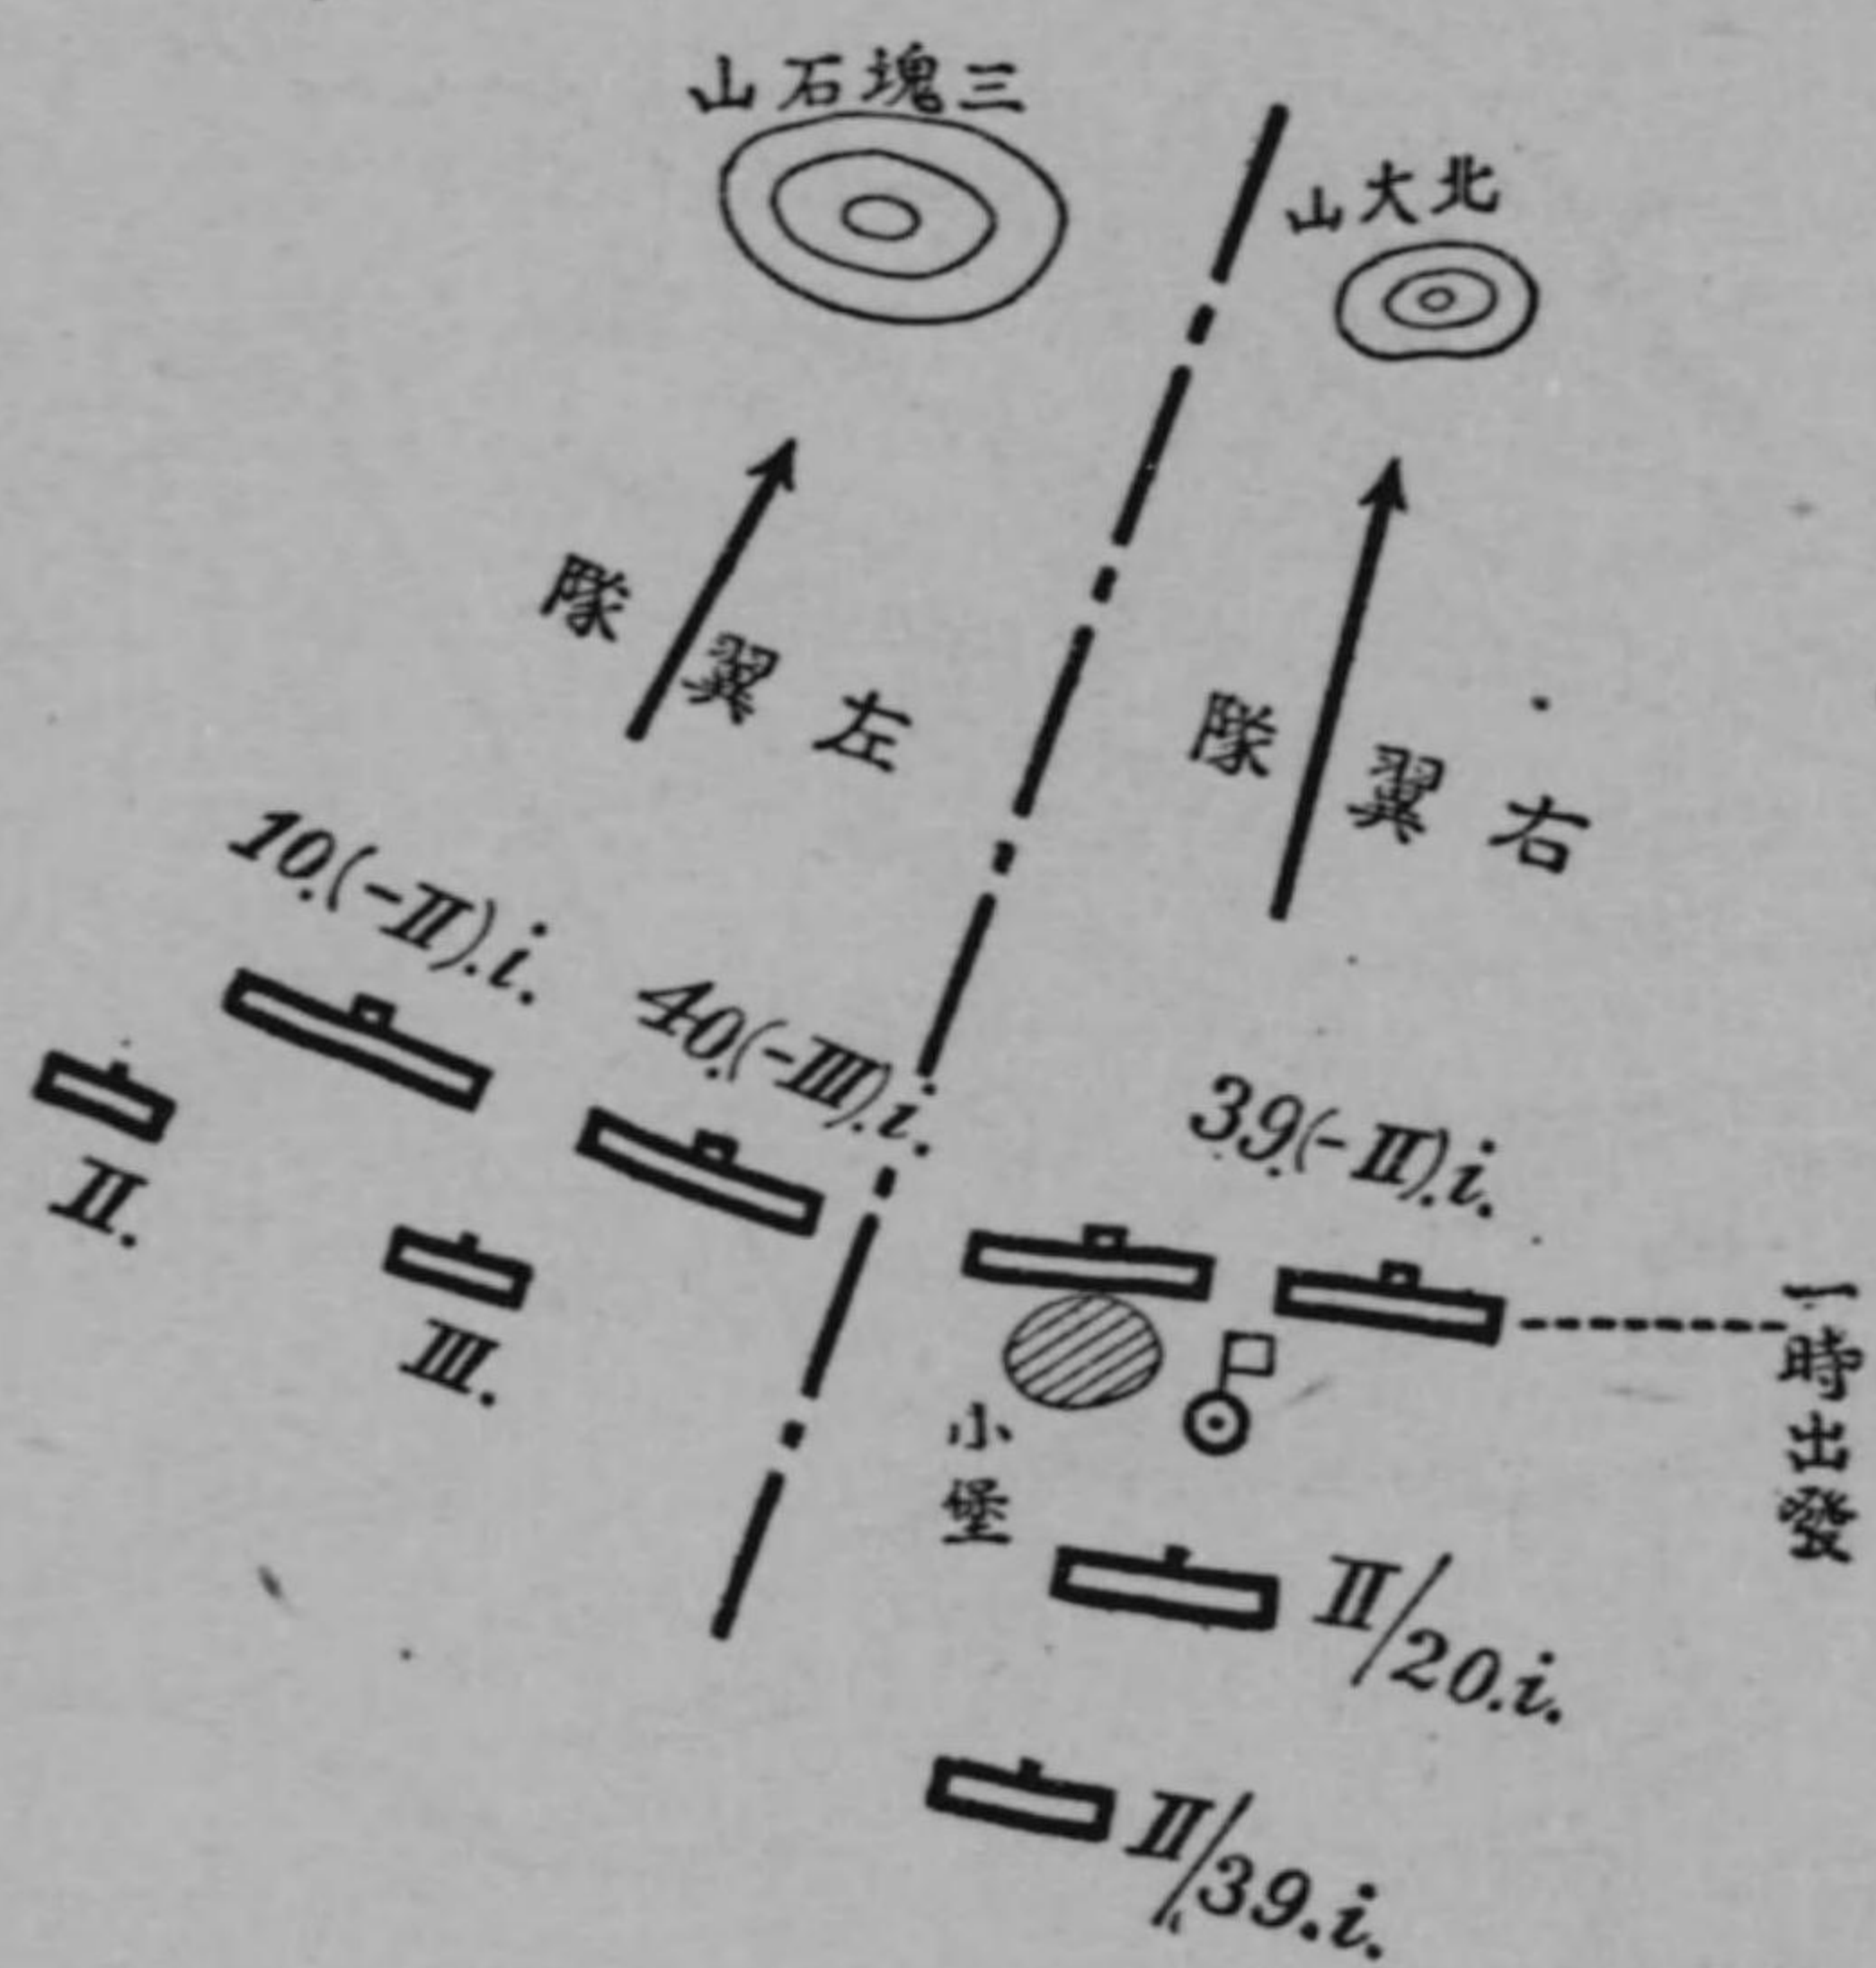 三塊石山
北大山
左翼隊
右翼隊
10.(-II).i.
40.(-III).i.
39.(-II).i.
II.
III.
一時出發
小堡
II/20.i.
II/39.i.